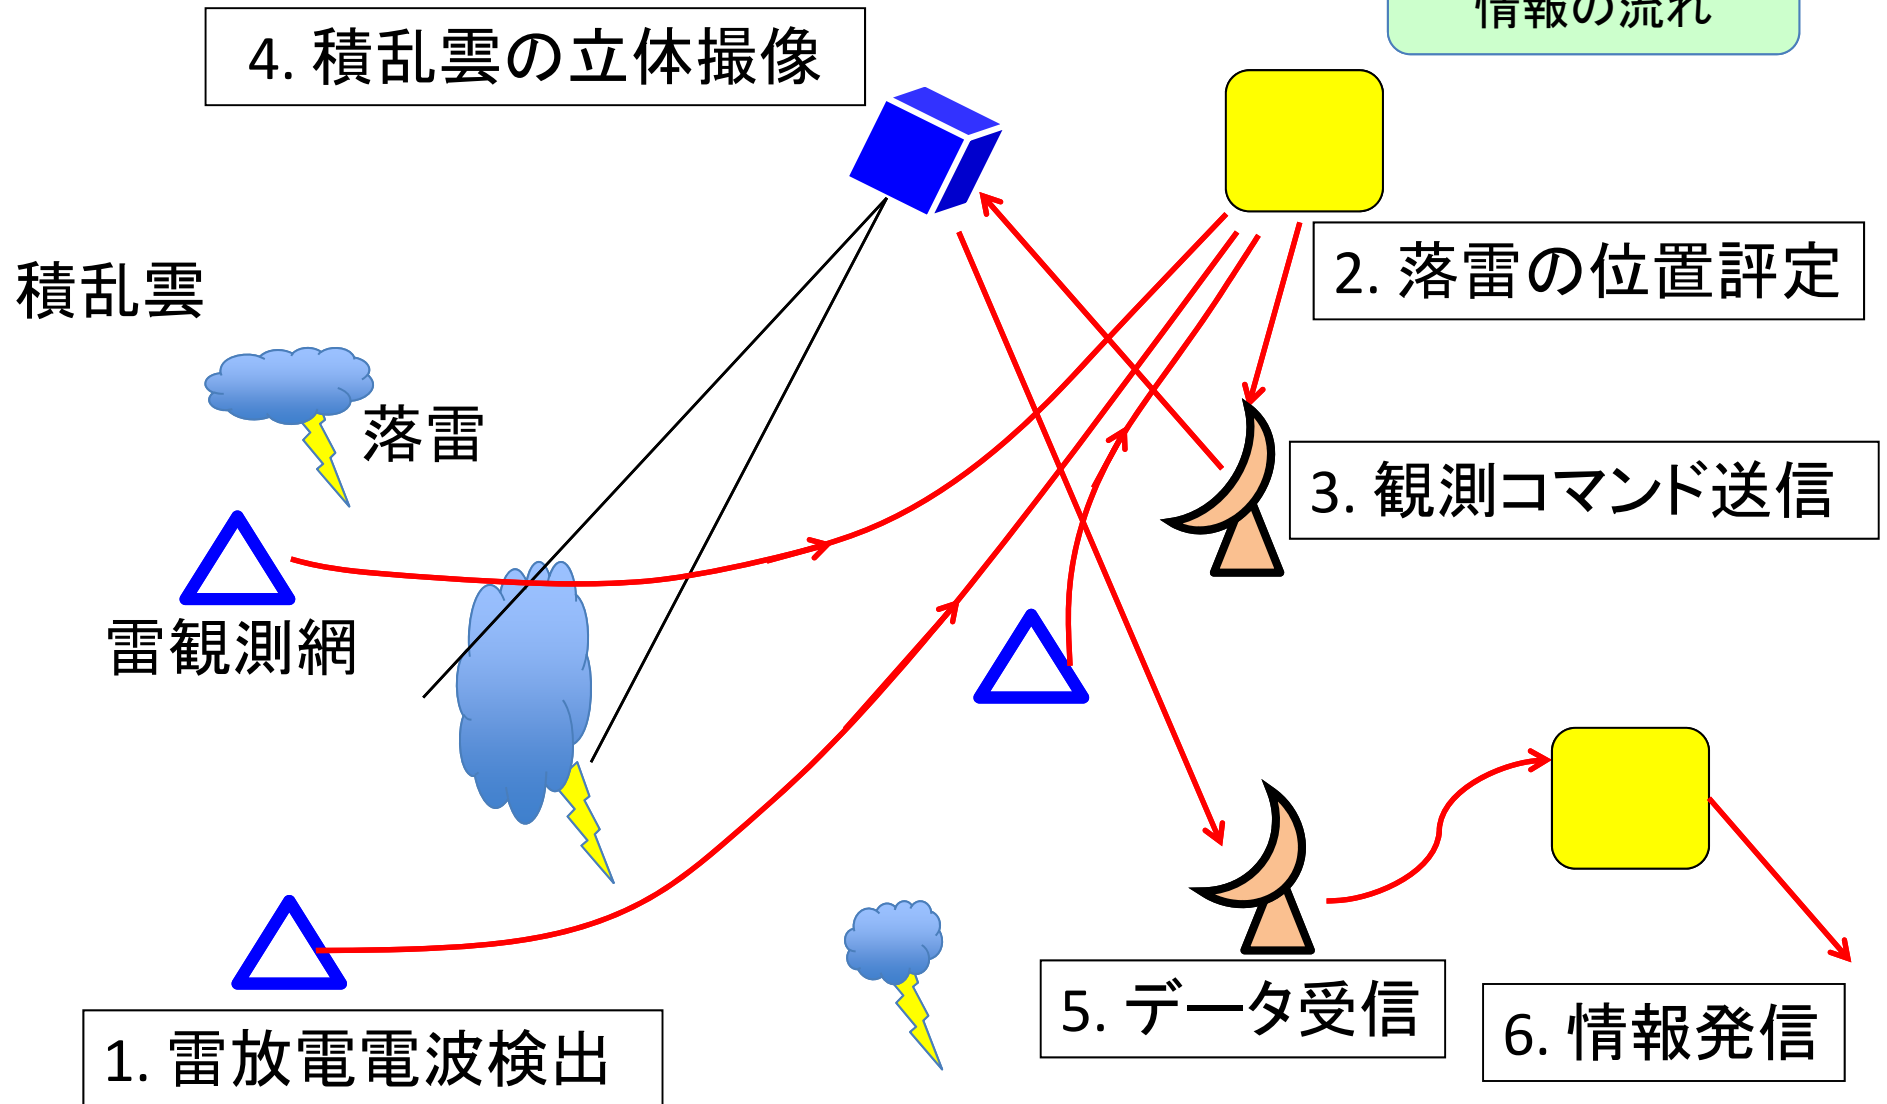 情報の流れ
4. 積乱雲の立体撮像
2. 落雷の位置評定
積乱雲
落雷
3. 観測コマンド送信
雷観測網
5. データ受信
6. 情報発信
1. 雷放電電波検出